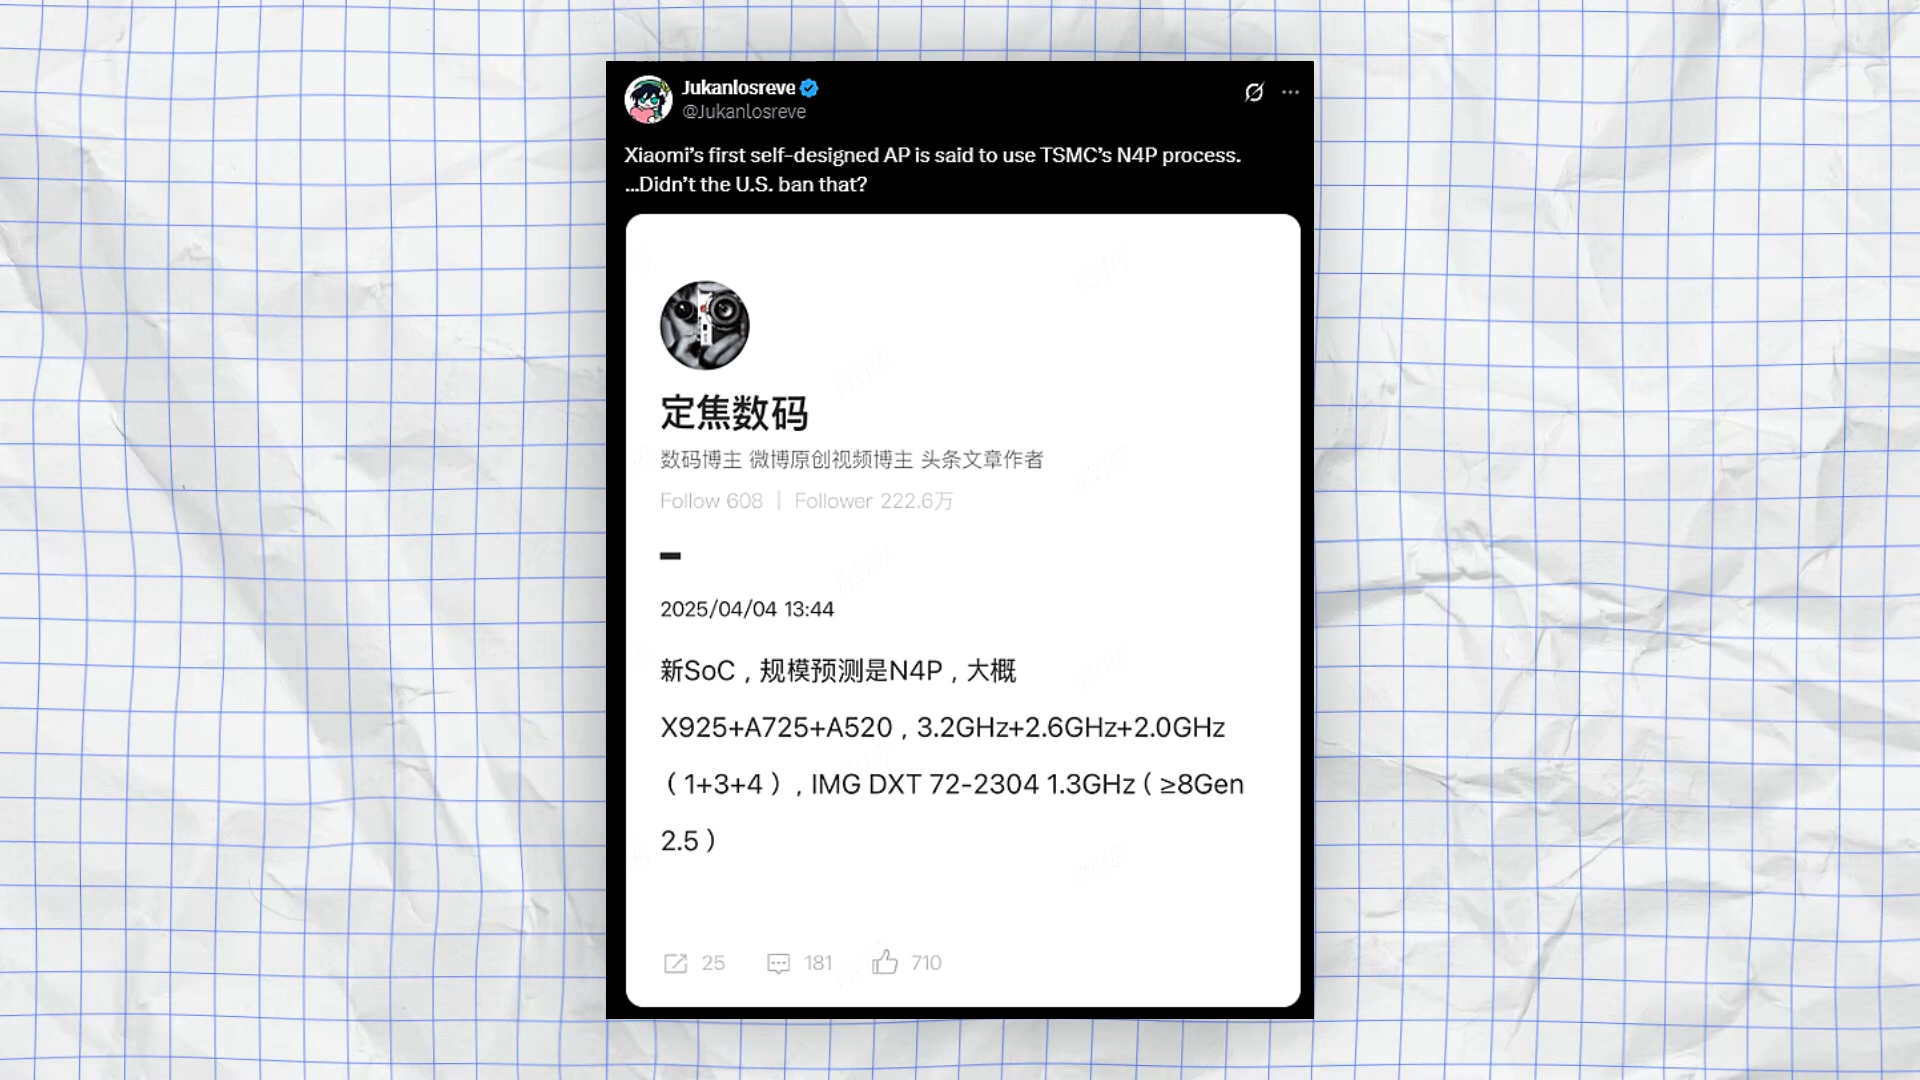 Jukanlosreve
@Jukanlosreve
Xiaomi’s first self-designed AP is said to use TSMC’s N4P process.
...Didn’t the U.S. ban that?
定焦数码
数码博主 微博原创视频博主 头条文章作者
Follow 608 | Follower 222.6万
2025/04/04 13:44
新SoC，规模预测是N4P，大概
X925+A725+A520，3.2GHz+2.6GHz+2.0GHz
（1+3+4），IMG DXT 72-2304 1.3GHz（≥8Gen
2.5）
25 181 710